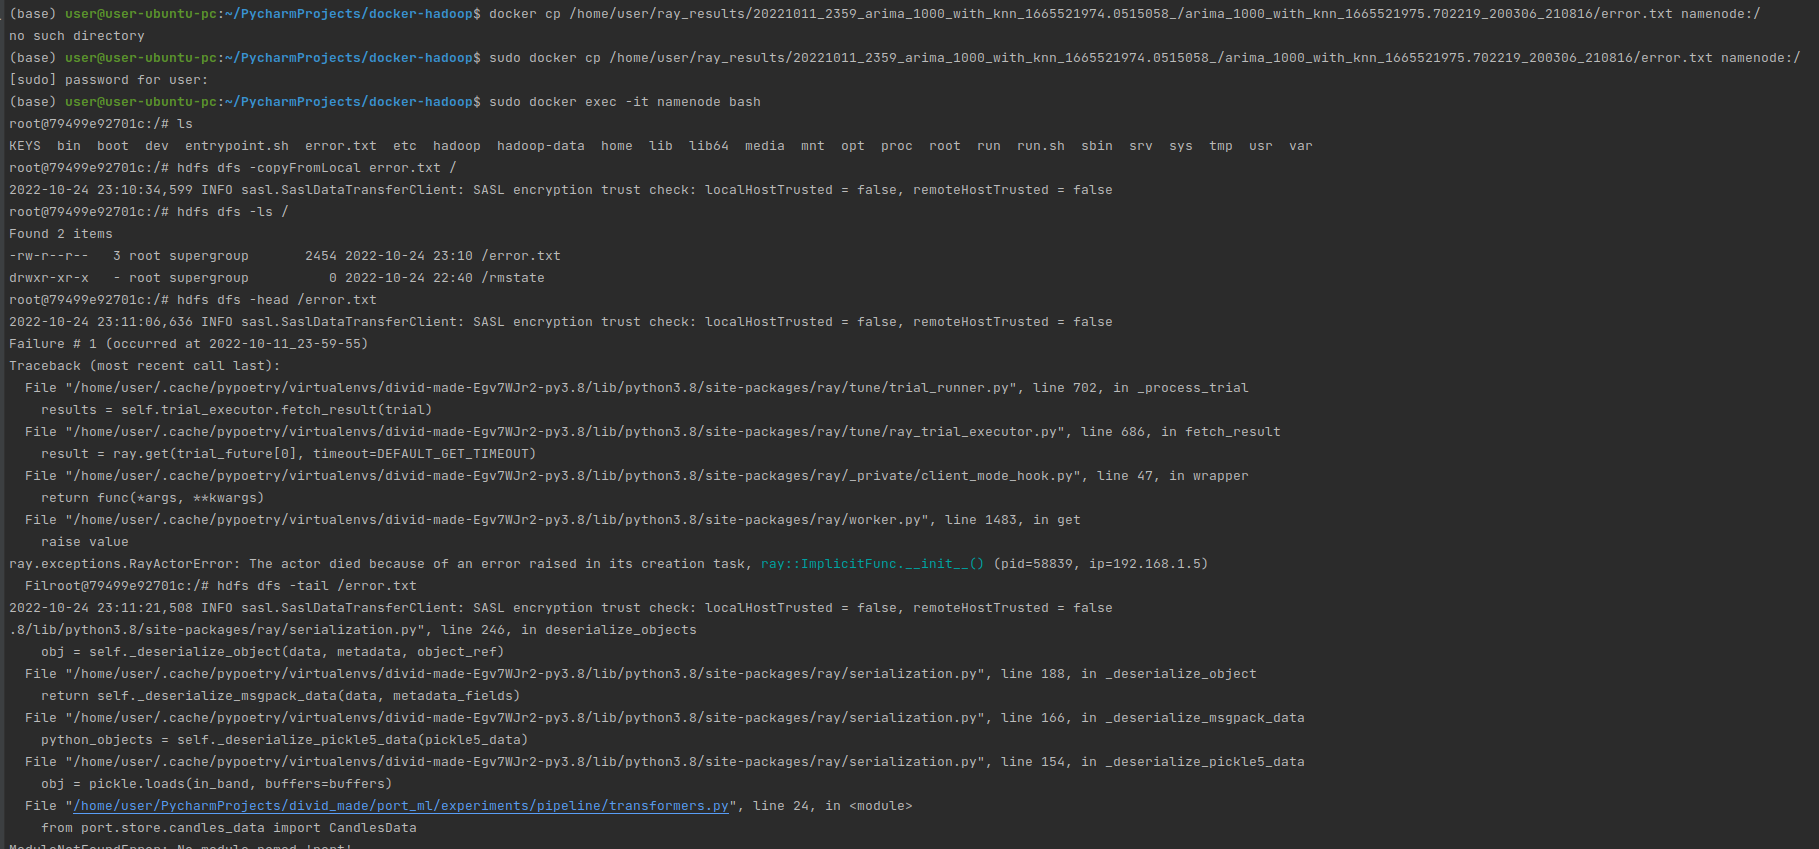 (base) user@user-ubuntu-pc:~/PycharmProjects/docker-hadoop$ docker cp /home/user/ray_results/20221011_2359_arima_1000_with_knn_1665521974.0515058_/arima_1000_with_knn_1665521975.702219_200306_210816/error.txt namenode:/
no such directory
(base) user@user-ubuntu-pc:~/PycharmProjects/docker-hadoop$ sudo docker cp /home/user/ray_results/20221011_2359_arima_1000_with_knn_1665521974.0515058_/arima_1000_with_knn_1665521975.702219_200306_210816/error.txt namenode:/
[sudo] password for user:
(base) user@user-ubuntu-pc:~/PycharmProjects/docker-hadoop$ sudo docker exec -it namenode bash
root@79499e92701c:/# ls
KEYS  bin  boot  dev  entrypoint.sh  error.txt  etc  hadoop  hadoop-data  home  lib  lib64  media  mnt  opt  proc  root  run  run.sh  sbin  srv  sys  tmp  usr  var
root@79499e92701c:/# hdfs dfs -copyFromLocal error.txt /
2022-10-24 23:10:34,599 INFO sasl.SaslDataTransferClient: SASL encryption trust check: localHostTrusted = false, remoteHostTrusted = false
root@79499e92701c:/# hdfs dfs -ls /
Found 2 items
-rw-r--r--   3 root supergroup       2454 2022-10-24 23:10 /error.txt
drwxr-xr-x   - root supergroup          0 2022-10-24 22:40 /rmstate
root@79499e92701c:/# hdfs dfs -head /error.txt
2022-10-24 23:11:06,636 INFO sasl.SaslDataTransferClient: SASL encryption trust check: localHostTrusted = false, remoteHostTrusted = false
Failure # 1 (occurred at 2022-10-11_23-59-55)
Traceback (most recent call last):
  File "/home/user/.cache/pypoetry/virtualenvs/divid-made-Egv7WJr2-py3.8/lib/python3.8/site-packages/ray/tune/trial_runner.py", line 702, in _process_trial
    results = self.trial_executor.fetch_result(trial)
  File "/home/user/.cache/pypoetry/virtualenvs/divid-made-Egv7WJr2-py3.8/lib/python3.8/site-packages/ray/tune/ray_trial_executor.py", line 686, in fetch_result
    result = ray.get(trial_future[0], timeout=DEFAULT_GET_TIMEOUT)
  File "/home/user/.cache/pypoetry/virtualenvs/divid-made-Egv7WJr2-py3.8/lib/python3.8/site-packages/ray/_private/client_mode_hook.py", line 47, in wrapper
    return func(*args, **kwargs)
  File "/home/user/.cache/pypoetry/virtualenvs/divid-made-Egv7WJr2-py3.8/lib/python3.8/site-packages/ray/worker.py", line 1483, in get
    raise value
ray.exceptions.RayActorError: The actor died because of an error raised in its creation task, ray::ImplicitFunc.__init__() (pid=58839, ip=192.168.1.5)
  Filroot@79499e92701c:/# hdfs dfs -tail /error.txt
2022-10-24 23:11:21,508 INFO sasl.SaslDataTransferClient: SASL encryption trust check: localHostTrusted = false, remoteHostTrusted = false
.8/lib/python3.8/site-packages/ray/serialization.py", line 246, in deserialize_objects
    obj = self._deserialize_object(data, metadata, object_ref)
  File "/home/user/.cache/pypoetry/virtualenvs/divid-made-Egv7WJr2-py3.8/lib/python3.8/site-packages/ray/serialization.py", line 188, in _deserialize_object
    return self._deserialize_msgpack_data(data, metadata_fields)
  File "/home/user/.cache/pypoetry/virtualenvs/divid-made-Egv7WJr2-py3.8/lib/python3.8/site-packages/ray/serialization.py", line 166, in _deserialize_msgpack_data
    python_objects = self._deserialize_pickle5_data(pickle5_data)
  File "/home/user/.cache/pypoetry/virtualenvs/divid-made-Egv7WJr2-py3.8/lib/python3.8/site-packages/ray/serialization.py", line 154, in _deserialize_pickle5_data
    obj = pickle.loads(in_band, buffers=buffers)
  File "/home/user/PycharmProjects/divid_made/port_ml/experiments/pipeline/transformers.py", line 24, in <module>
    from port.store.candles_data import CandlesData
ModuleNotFoundError: No module named 'port'